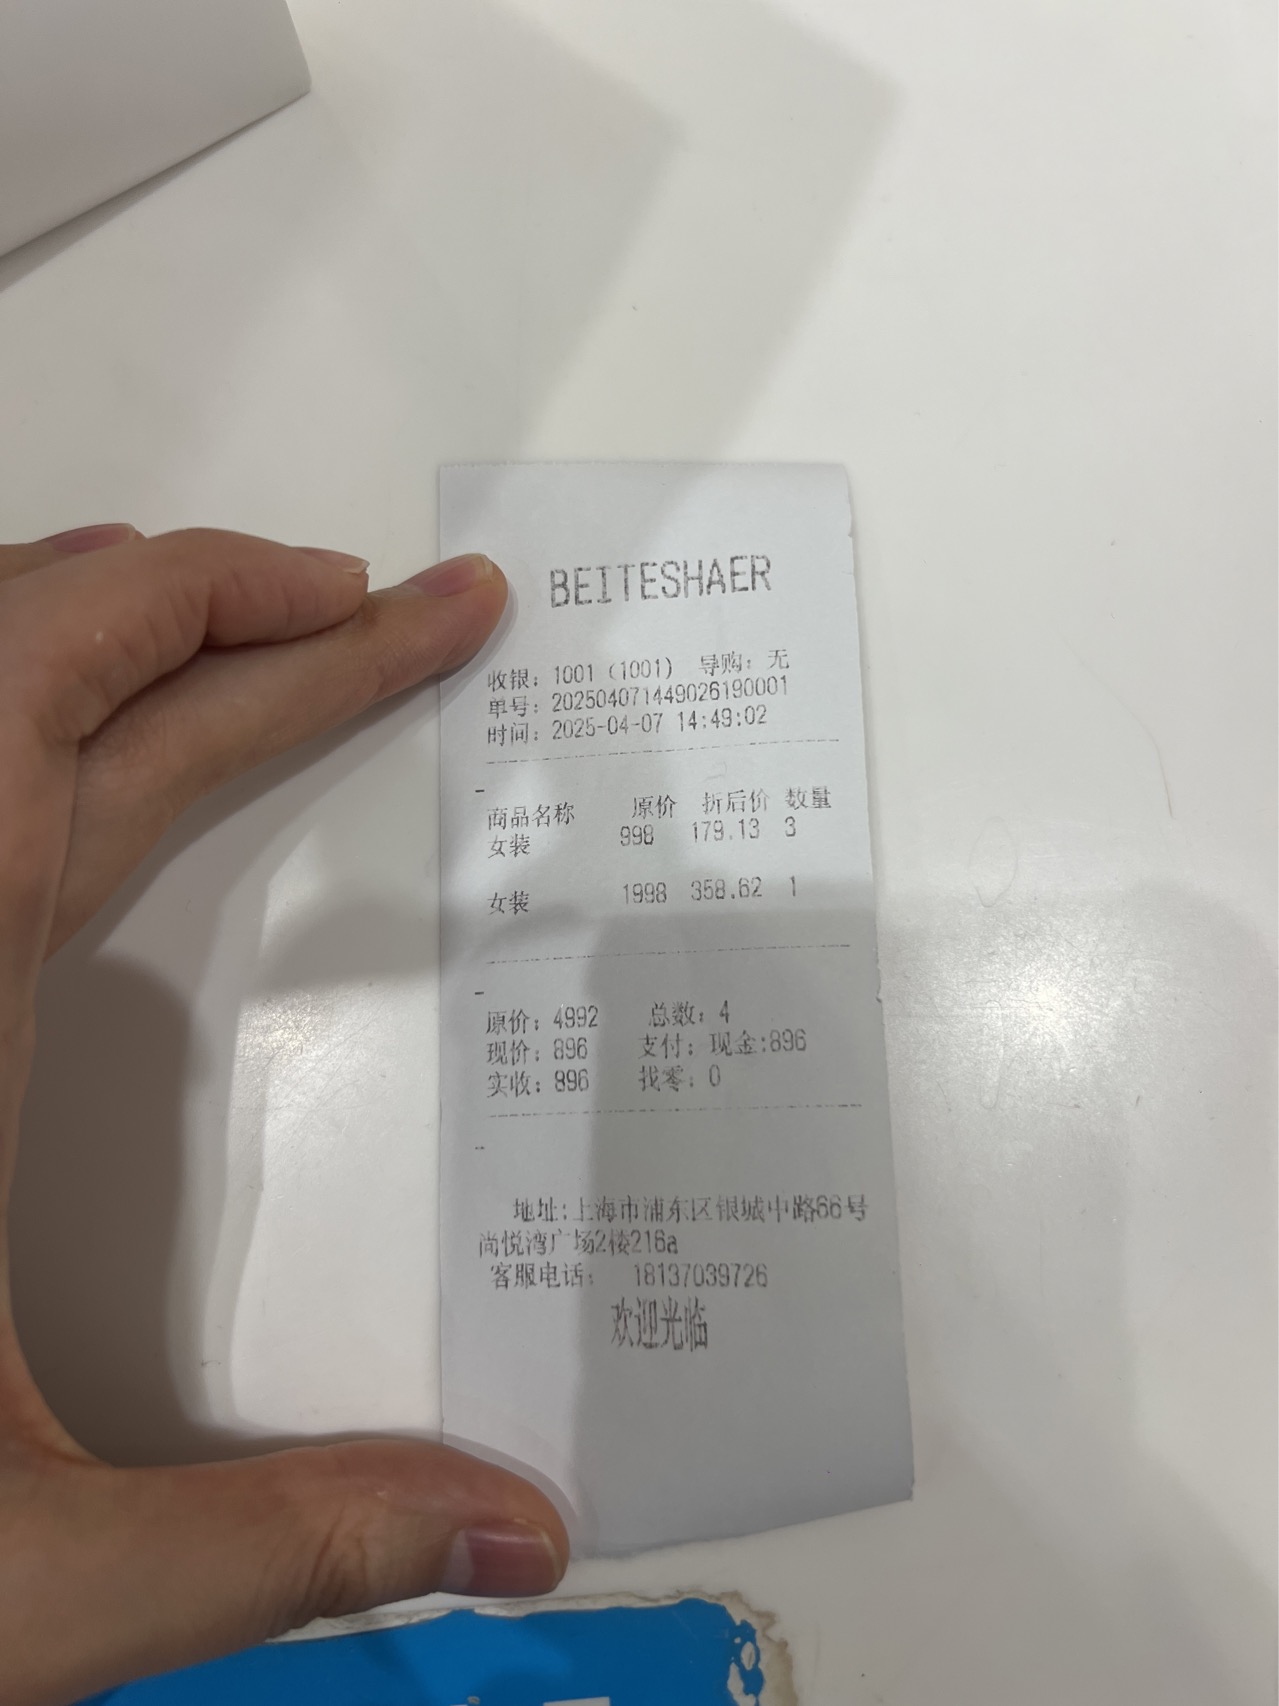 BEITESHAER
收银：1001（1001） 导购：无
单号：202504071449026190001
时间：2025-04-07 14:49:02
商品名称 原价 折后价 数量
女装 998 179.13 3
女装 1998 358.62 1
原价：4992 总数：4
现价：896 支付：现金:896
实收：896 找零：0
地址:上海市浦东区银城中路66号
尚悦湾广场2楼216a
客服电话： 18137039726
欢迎光临